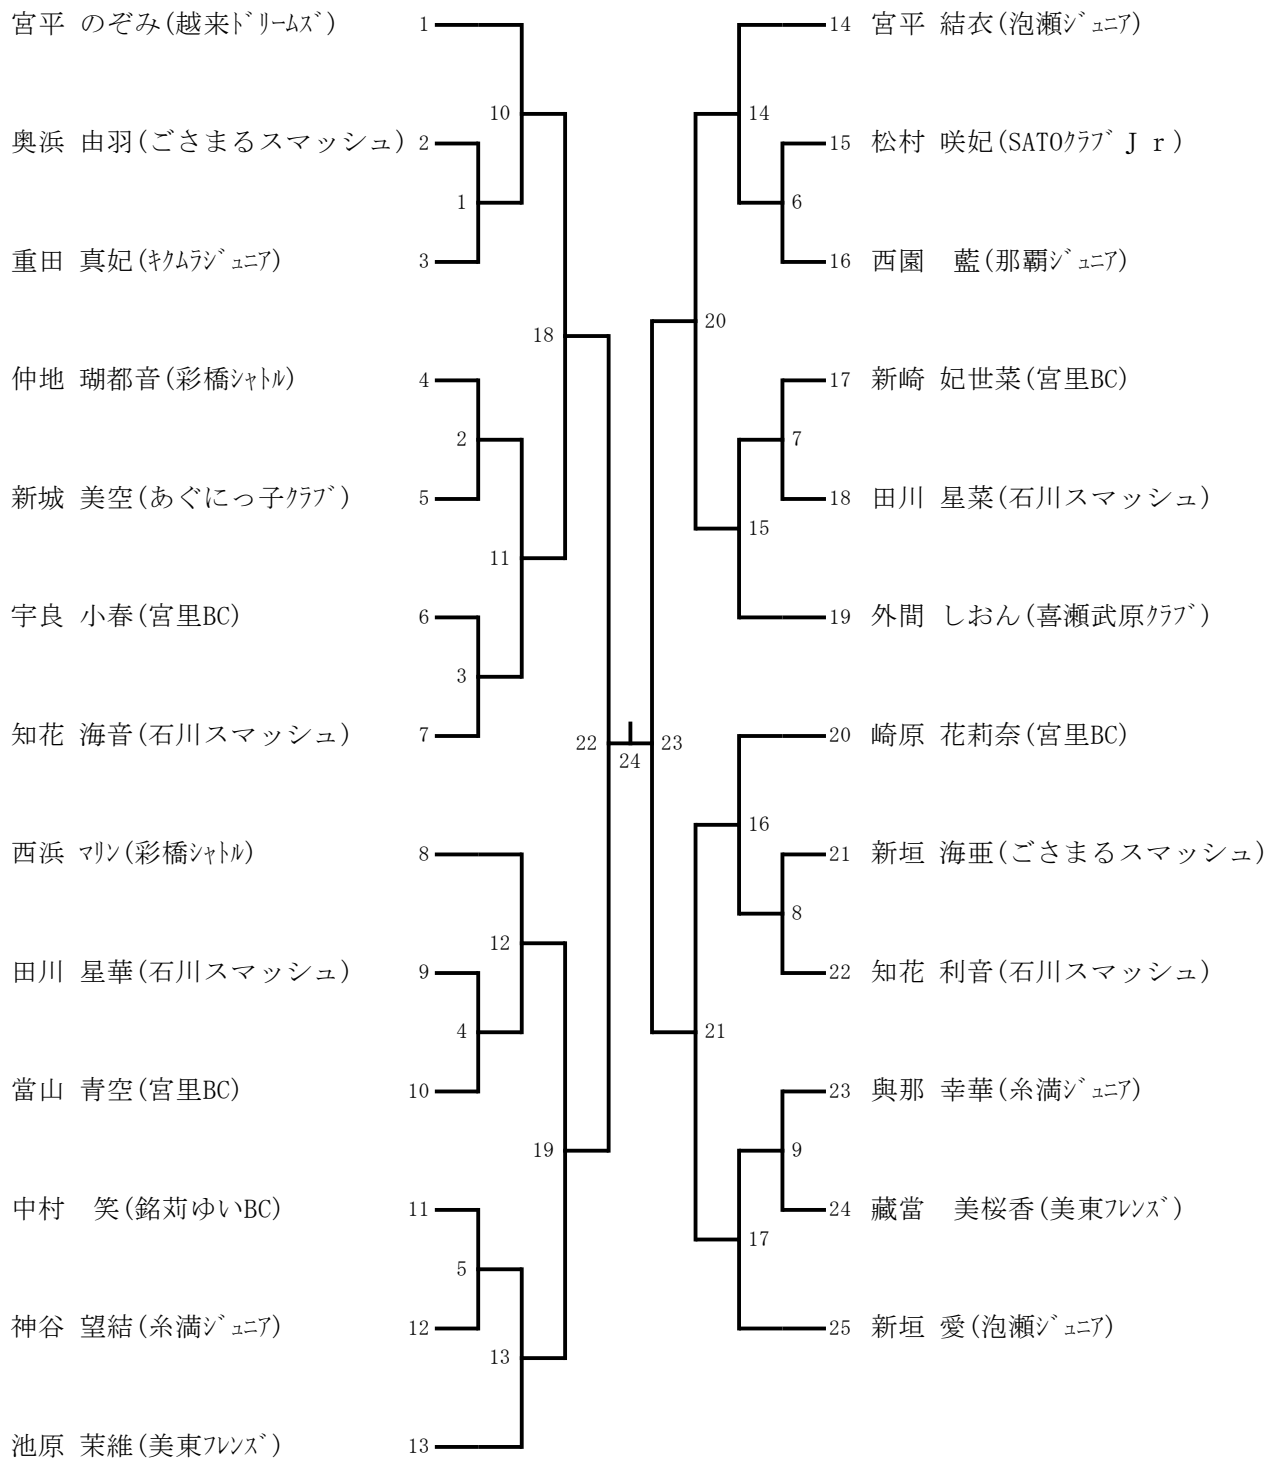 宮平 のぞみ(越来ﾄﾞﾘｰﾑｽﾞ) 1
10
奥浜 由羽(ごさまるスマッシュ) 2
1
重田 真妃(ｷｸﾑﾗｼﾞｭﾆｱ) 3
18
仲地 瑚都音(彩橋ｼｬﾄﾙ) 4
2
新城 美空(あぐにっ子ｸﾗﾌﾞ) 5
11
宇良 小春(宮里BC) 6
3
知花 海音(石川スマッシュ) 7
22
24
西浜 ﾏﾘﾝ(彩橋ｼｬﾄﾙ) 8
12
田川 星華(石川スマッシュ) 9
4
當山 青空(宮里BC) 10
19
中村　笑(銘苅ゆいBC) 11
5
神谷 望結(糸満ｼﾞｭﾆｱ) 12
13
池原 茉維(美東ﾌﾚﾝｽﾞ) 13
14 宮平 結衣(泡瀬ｼﾞｭﾆｱ)
14
15 松村 咲妃(SATOｸﾗﾌﾞＪｒ)
6
16 西園　藍(那覇ｼﾞｭﾆｱ)
20
17 新崎 妃世菜(宮里BC)
7
18 田川 星菜(石川スマッシュ)
15
19 外間 しおん(喜瀬武原ｸﾗﾌﾞ)
20 崎原 花莉奈(宮里BC)
23
16
21 新垣 海亜(ごさまるスマッシュ)
8
22 知花 利音(石川スマッシュ)
21
23 與那 幸華(糸満ｼﾞｭﾆｱ)
9
24 藏當　美桜香(美東ﾌﾚﾝｽﾞ)
17
25 新垣 愛(泡瀬ｼﾞｭﾆｱ)